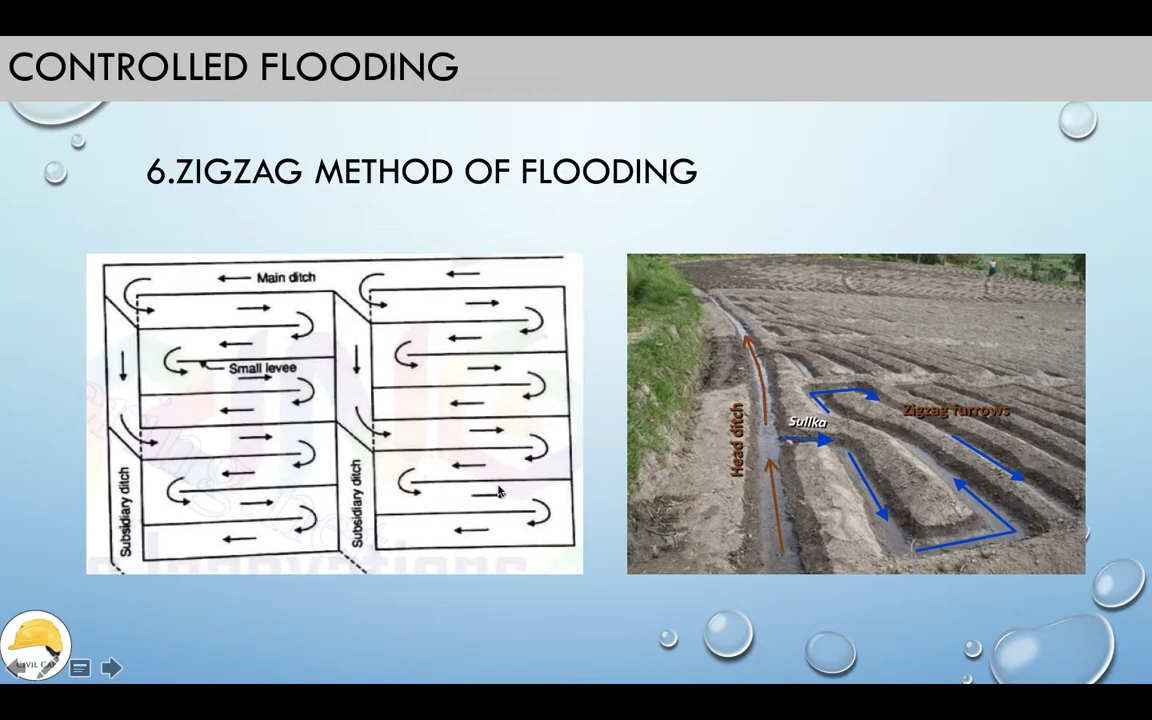 CONTROLLED FLOODING
6.ZIGZAG METHOD OF FLOODING
Main ditch
Small levee
Subsidiary ditch
Subsidiary ditch
Head ditch
Sullka
Zigzag furrows